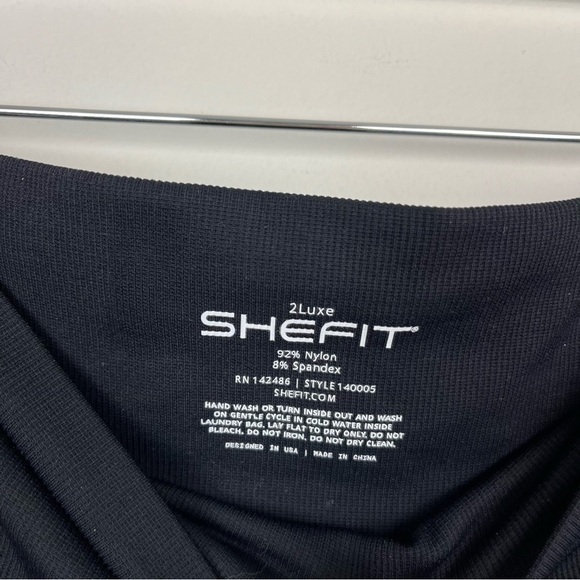 2Luxe
SHEFIT®
92% Nylon
8% Spandex
RN 142486 | STYLE 140005
SHEFIT.COM
HAND WASH OR TURN INSIDE OUT AND WASH
ON GENTLE CYCLE IN COLD WATER INSIDE
LAUNDRY BAG. LAY FLAT TO DRY ONLY. DO NOT
BLEACH. DO NOT IRON. DO NOT DRY CLEAN.
DESIGNED IN USA | MADE IN CHINA